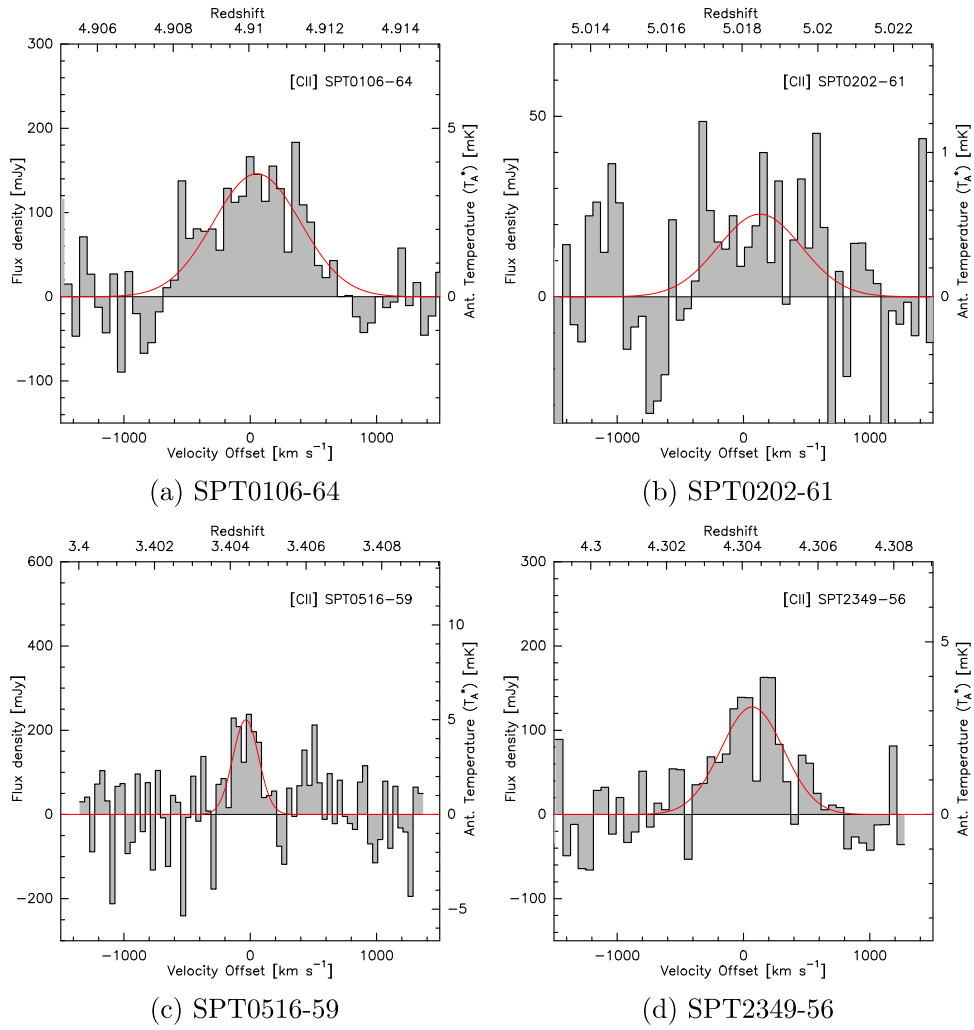 Redshift
4.906 4.908 4.91 4.912 4.914
[CII] SPT0106−64
300
200
100
0
−100
Flux density [mJy]
5
0
Ant. Temperature (T_A^*) [mK]
−1000 0 1000
Velocity Offset [km s⁻¹]
(a) SPT0106-64
Redshift
5.014 5.016 5.018 5.02 5.022
[CII] SPT0202−61
50
0
Flux density [mJy]
1
0
Ant. Temperature (T_A^*) [mK]
−1000 0 1000
Velocity Offset [km s⁻¹]
(b) SPT0202-61
Redshift
3.4 3.402 3.404 3.406 3.408
[CII] SPT0516−59
600
400
200
0
−200
Flux density [mJy]
10
5
0
−5
Ant. Temperature (T_A^*) [mK]
−1000 0 1000
Velocity Offset [km s⁻¹]
(c) SPT0516-59
Redshift
4.3 4.302 4.304 4.306 4.308
[CII] SPT2349−56
300
200
100
0
−100
Flux density [mJy]
5
0
Ant. Temperature (T_A^*) [mK]
−1000 0 1000
Velocity Offset [km s⁻¹]
(d) SPT2349-56